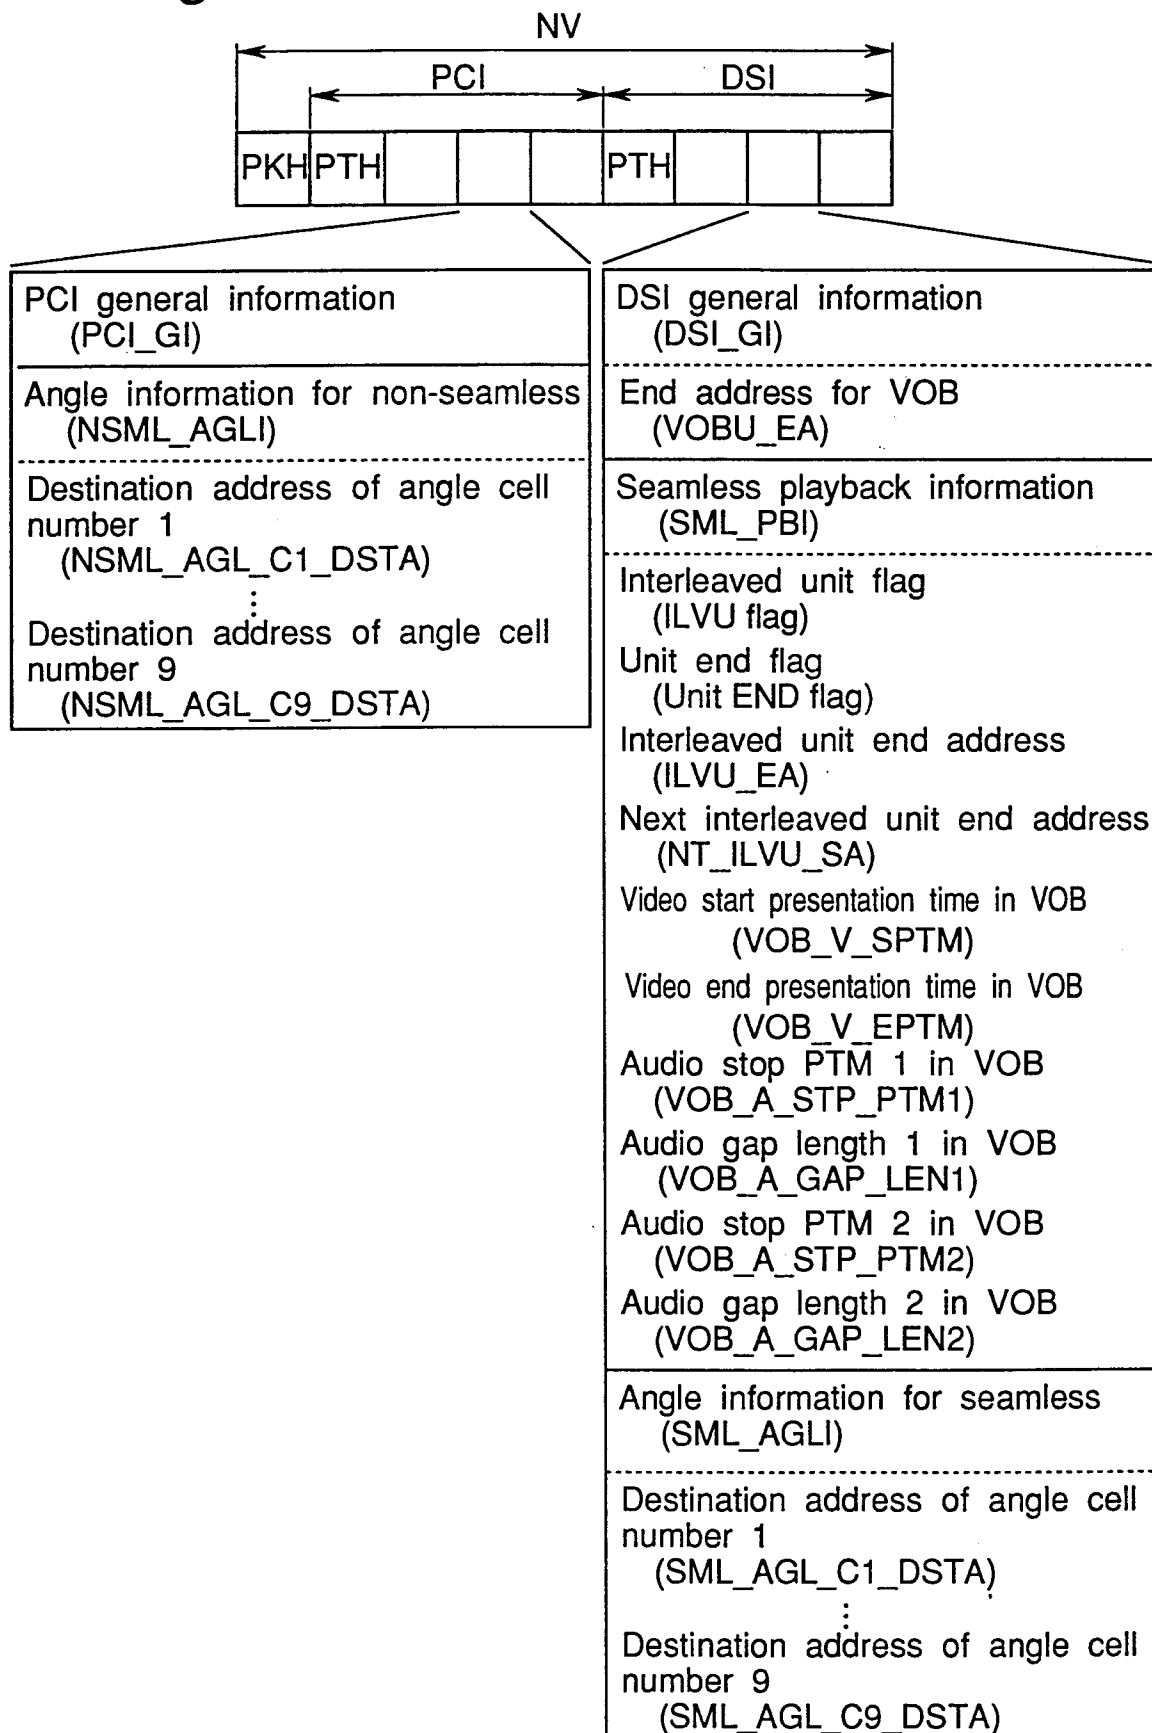 NV
PCI
DSI
PKH PTH PTH
PCI general information
(PCI_GI)
Angle information for non-seamless
(NSML_AGLI)
Destination address of angle cell
number 1
(NSML_AGL_C1_DSTA)
⋮
Destination address of angle cell
number 9
(NSML_AGL_C9_DSTA)
DSI general information
(DSI_GI)
End address for VOB
(VOBU_EA)
Seamless playback information
(SML_PBI)
Interleaved unit flag
(ILVU flag)
Unit end flag
(Unit END flag)
Interleaved unit end address
(ILVU_EA)
Next interleaved unit end address
(NT_ILVU_SA)
Video start presentation time in VOB
(VOB_V_SPTM)
Video end presentation time in VOB
(VOB_V_EPTM)
Audio stop PTM 1 in VOB
(VOB_A_STP_PTM1)
Audio gap length 1 in VOB
(VOB_A_GAP_LEN1)
Audio stop PTM 2 in VOB
(VOB_A_STP_PTM2)
Audio gap length 2 in VOB
(VOB_A_GAP_LEN2)
Angle information for seamless
(SML_AGLI)
Destination address of angle cell
number 1
(SML_AGL_C1_DSTA)
⋮
Destination address of angle cell
number 9
(SML_AGL_C9_DSTA)